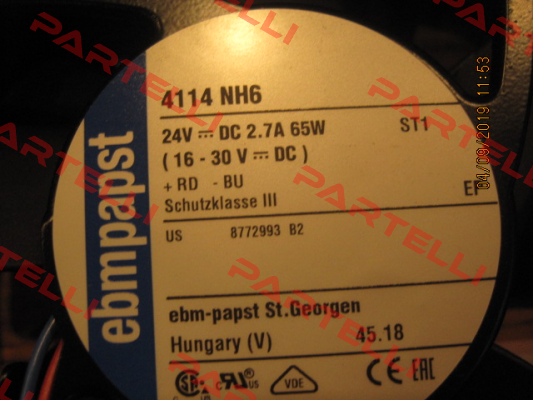 ebmpapst
4114 NH6
24V ⎓ DC 2.7A 65W
ST1
( 16 - 30 V ⎓ DC )
+ RD - BU
Schutzklasse III
US 8772993 B2
ebm-papst St.Georgen
Hungary (V) 45.18
VDE
CE EAC
04/09/2019 11:53
PARTELLI
PARTELLI
PARTELLI
PARTELLI
PARTELLI
PARTELLI